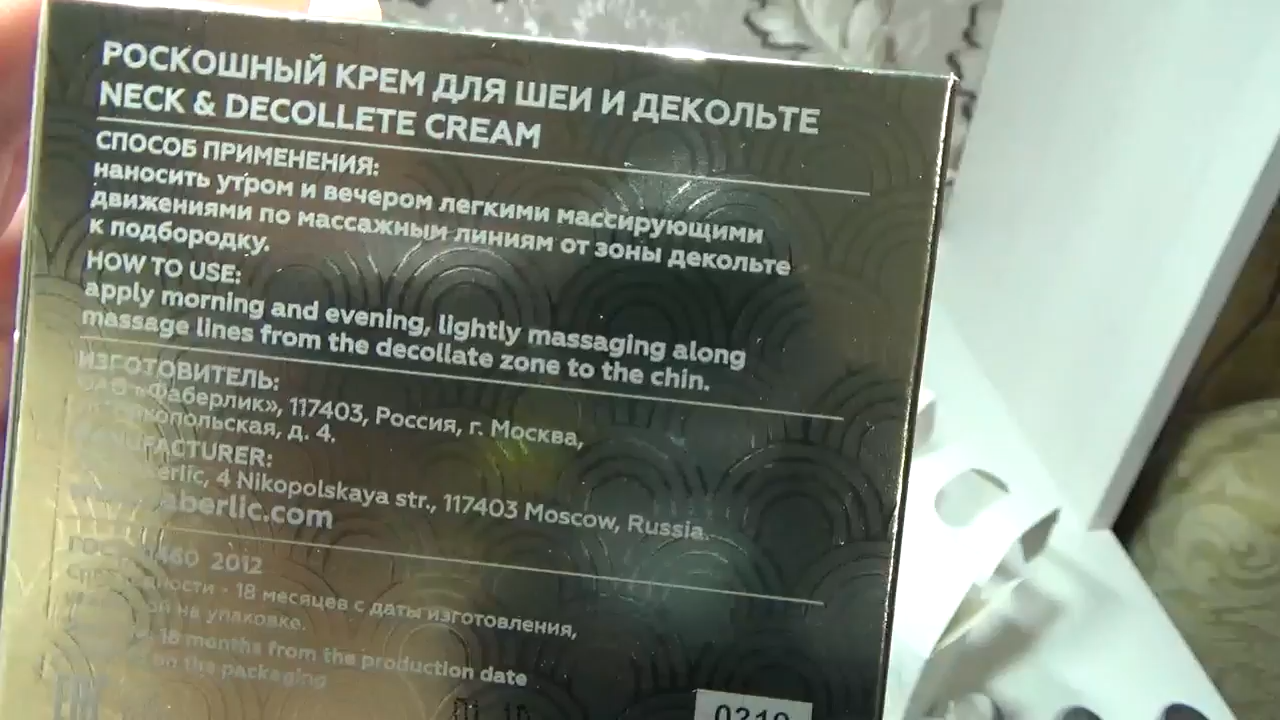 РОСКОШНЫЙ КРЕМ ДЛЯ ШЕИ И ДЕКОЛЬТЕ
NECK & DECOLLETE CREAM
СПОСОБ ПРИМЕНЕНИЯ:
наносить утром и вечером легкими массирующими
движениями по массажным линиям от зоны декольте
к подбородку.
HOW TO USE:
apply morning and evening, lightly massaging along
massage lines from the decollate zone to the chin.
ИЗГОТОВИТЕЛЬ:
«Фаберлик», 117403, Россия, г. Москва,
д. 4.
MANUFACTURER:
4 Nikopolskaya str., 117403 Moscow, Russia.
aberlic.com
2012
18 месяцев с даты изготовления,
на упаковке.
18 months from the production date
on the packaging
EAC